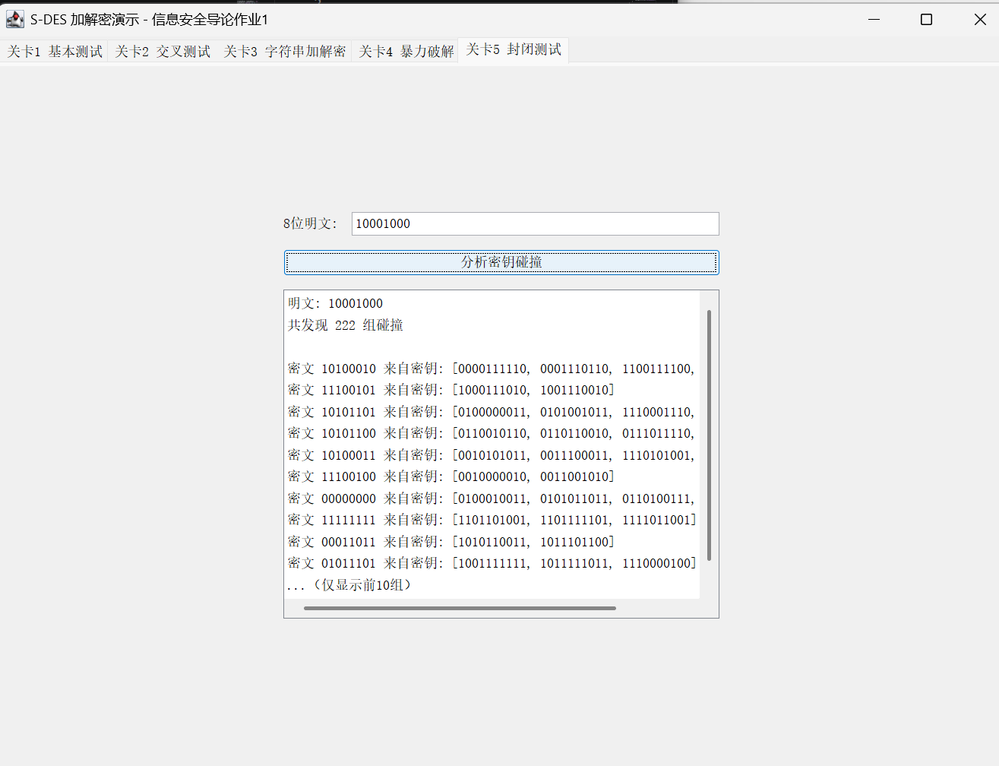 S-DES 加解密演示 - 信息安全导论作业1
关卡1 基本测试 关卡2 交叉测试 关卡3 字符串加解密 关卡4 暴力破解 关卡5 封闭测试
8位明文: 10001000
分析密钥碰撞
明文: 10001000
共发现 222 组碰撞
密文 10100010 来自密钥: [0000111110, 0001110110, 1100111100,
密文 11100101 来自密钥: [1000111010, 1001110010]
密文 10101101 来自密钥: [0100000011, 0101001011, 1110001110,
密文 10101100 来自密钥: [0110010110, 0110110010, 0111011110,
密文 10100011 来自密钥: [0010101011, 0011100011, 1110101001,
密文 11100100 来自密钥: [0010000010, 0011001010]
密文 00000000 来自密钥: [0100010011, 0101011011, 0110100111,
密文 11111111 来自密钥: [1101101001, 1101111101, 1111011001]
密文 00011011 来自密钥: [1010110011, 1011101100]
密文 01011101 来自密钥: [1001111111, 1011111011, 1110000100]
...（仅显示前10组）